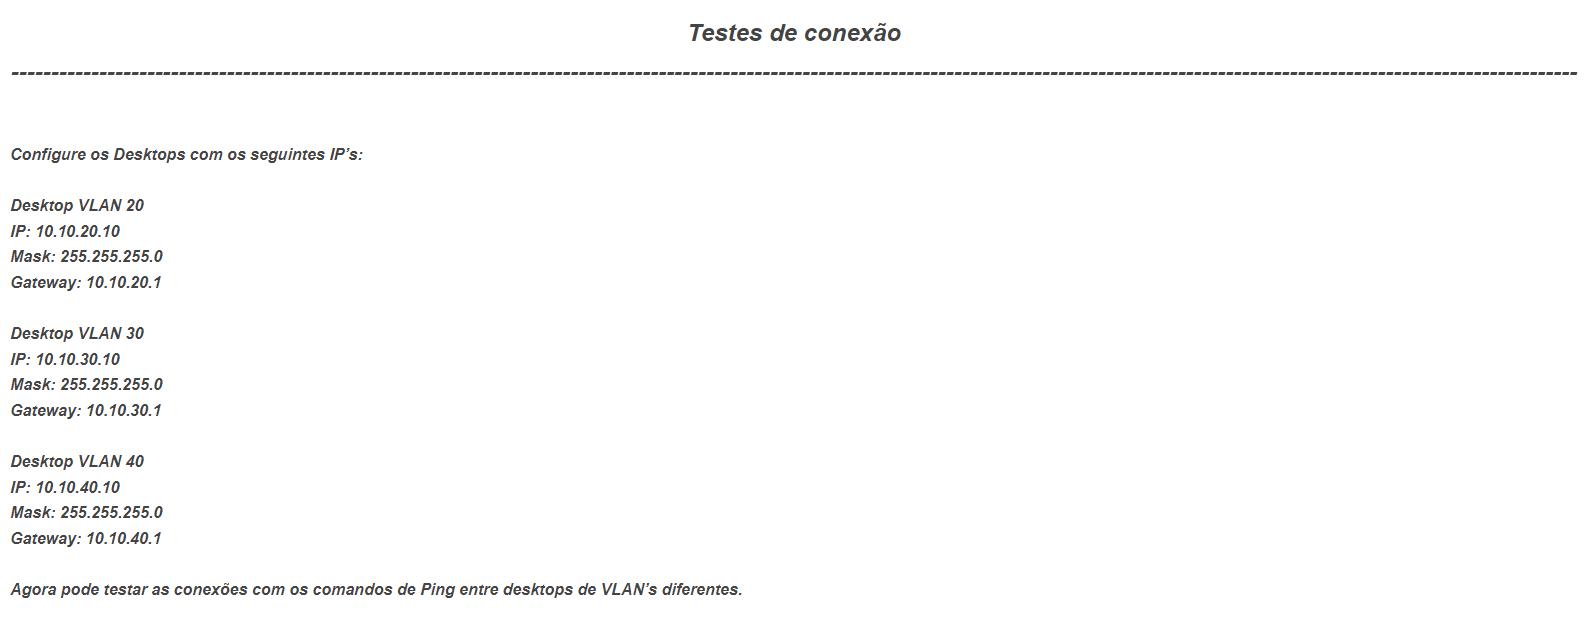 Testes de conexão
----------------------------------------------------------------------------------------------------------------------------------------------------------------------------------------------------
Configure os Desktops com os seguintes IP’s:
Desktop VLAN 20
IP: 10.10.20.10
Mask: 255.255.255.0
Gateway: 10.10.20.1
Desktop VLAN 30
IP: 10.10.30.10
Mask: 255.255.255.0
Gateway: 10.10.30.1
Desktop VLAN 40
IP: 10.10.40.10
Mask: 255.255.255.0
Gateway: 10.10.40.1
Agora pode testar as conexões com os comandos de Ping entre desktops de VLAN’s diferentes.